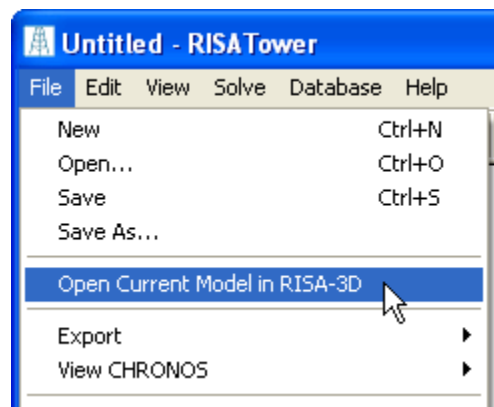 Untitled - RISATower
File Edit View Solve Database Help
New Ctrl+N
Open... Ctrl+O
Save Ctrl+S
Save As...
Open Current Model in RISA-3D
Export
View CHRONOS